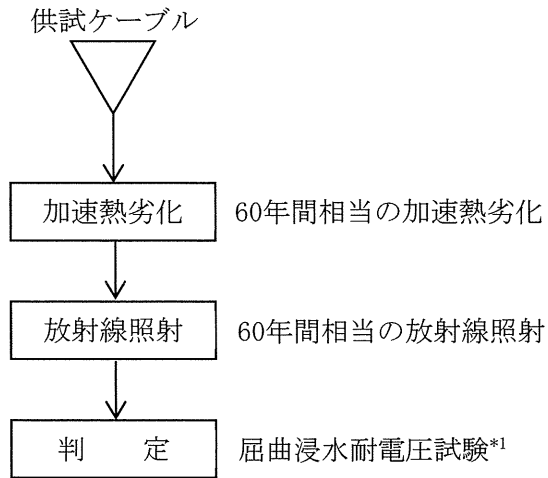 供試ケーブル
加速熱劣化 60年間相当の加速熱劣化
放射線照射 60年間相当の放射線照射
判 定 屈曲浸水耐電圧試験*1